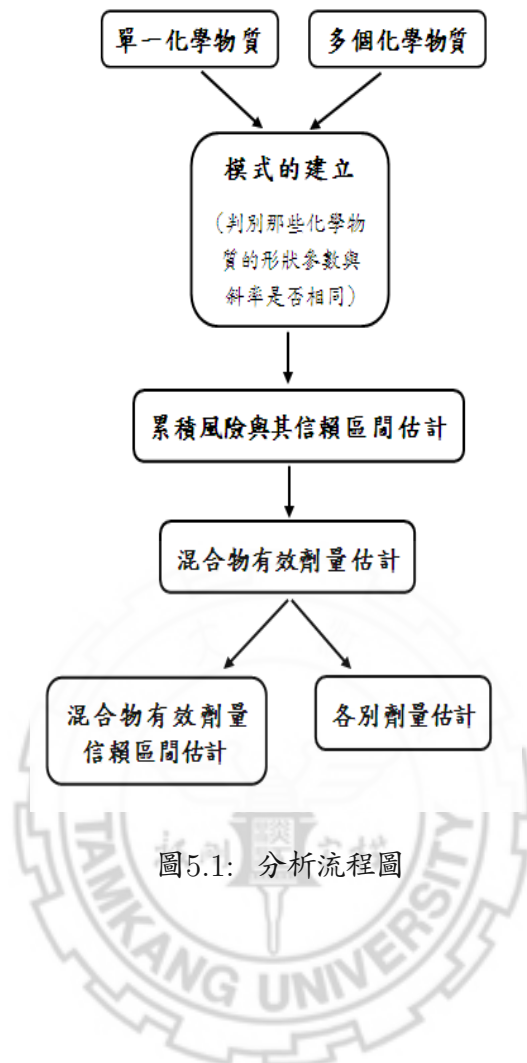 單一化學物質
多個化學物質
模式的建立
(判別那些化學物
質的形狀參數與
斜率是否相同)
累積風險與其信賴區間估計
混合物有效劑量估計
混合物有效劑量
信賴區間估計
各別劑量估計
圖5.1: 分析流程圖
TAMKANG UNIVERSITY